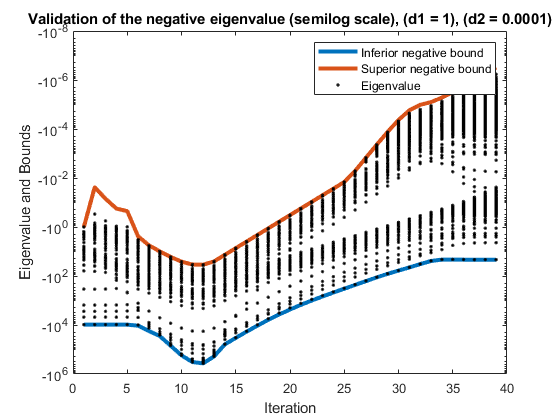 Validation of the negative eigenvalue (semilog scale), (d1 = 1), (d2 = 0.0001)
Inferior negative bound
Superior negative bound
Eigenvalue
Eigenvalue and Bounds
-10^-8
-10^-6
-10^-4
-10^-2
-10^0
-10^2
-10^4
-10^6
0 5 10 15 20 25 30 35 40
Iteration